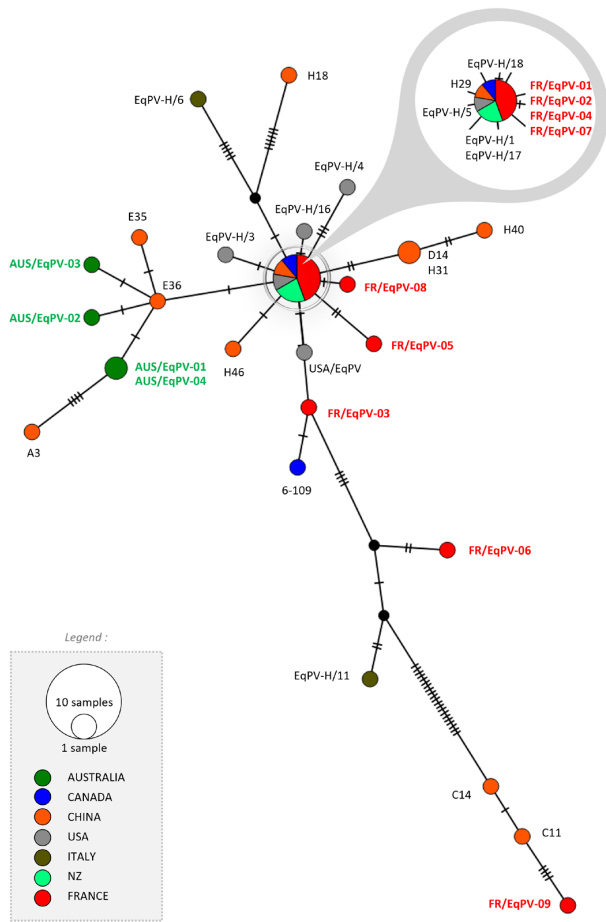 H18
EqPV-H/18
FR/EqPV-01
H29
FR/EqPV-02
EqPV-H/6
EqPV-H/5
FR/EqPV-04
FR/EqPV-07
EqPV-H/1
EqPV-H/17
EqPV-H/4
EqPV-H/16
E35
EqPV-H/3
H40
D14
H31
AUS/EqPV-03
E36
FR/EqPV-08
AUS/EqPV-02
FR/EqPV-05
AUS/EqPV-01
AUS/EqPV-04
H46
USA/EqPV
FR/EqPV-03
A3
6-109
FR/EqPV-06
Legend :
EqPV-H/11
10 samples
1 sample
AUSTRALIA
CANADA
CHINA
USA
ITALY
NZ
FRANCE
C14
C11
FR/EqPV-09